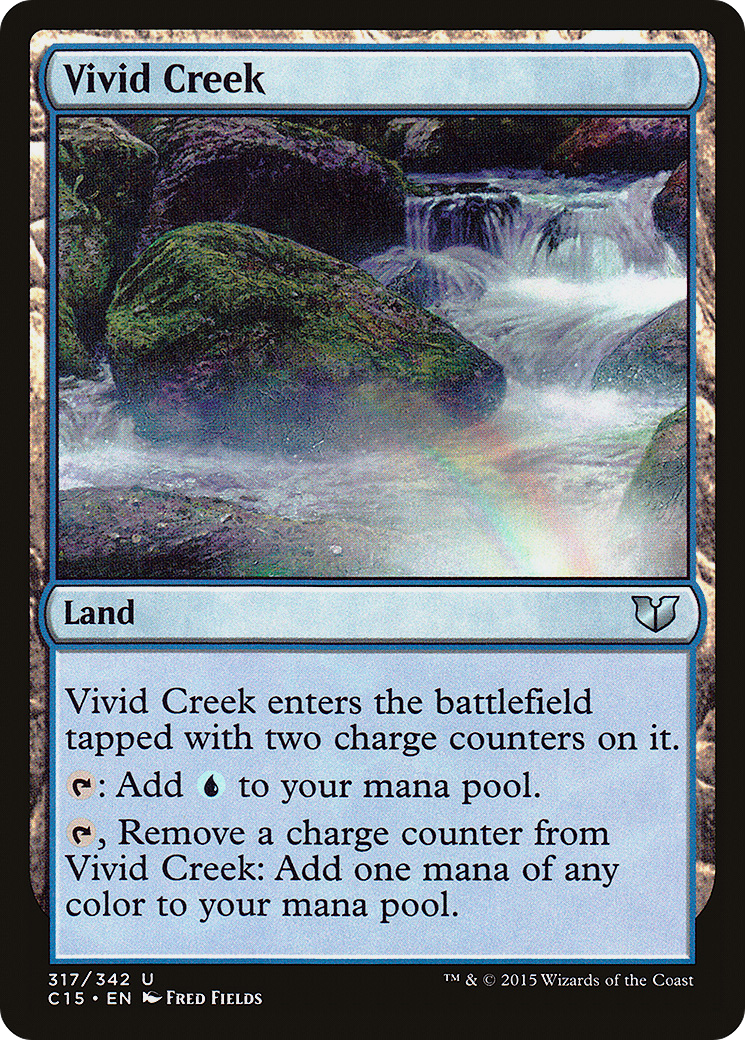 Vivid Creek
Land
Vivid Creek enters the battlefield
tapped with two charge counters on it.
: Add to your mana pool.
, Remove a charge counter from
Vivid Creek: Add one mana of any
color to your mana pool.
317/342 U
™ & © 2015 Wizards of the Coast
C15 • EN Fred Fields